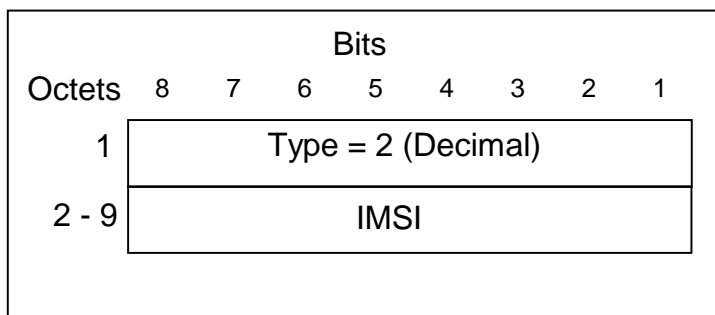 Bits
Octets 8 7 6 5 4 3 2 1
1 Type = 2 (Decimal)
2 - 9 IMSI